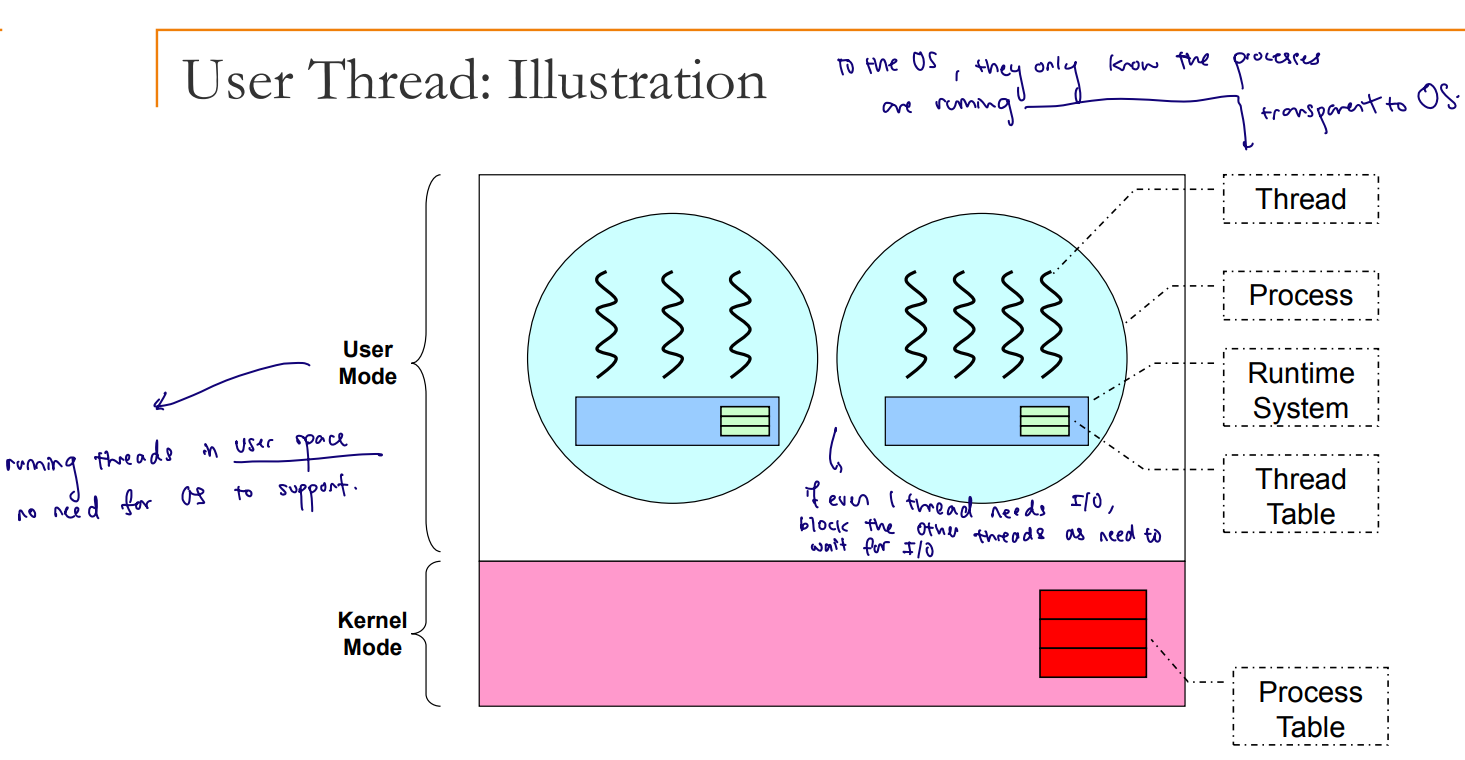 User Thread: Illustration
To the OS, they only know the processes
are running
transparent to OS.
Thread
Process
Runtime
System
Thread
Table
User
Mode
running threads in user space
no need for OS to support.
if even 1 thread needs I/O,
block the other threads as need to
wait for I/O
Kernel
Mode
Process
Table